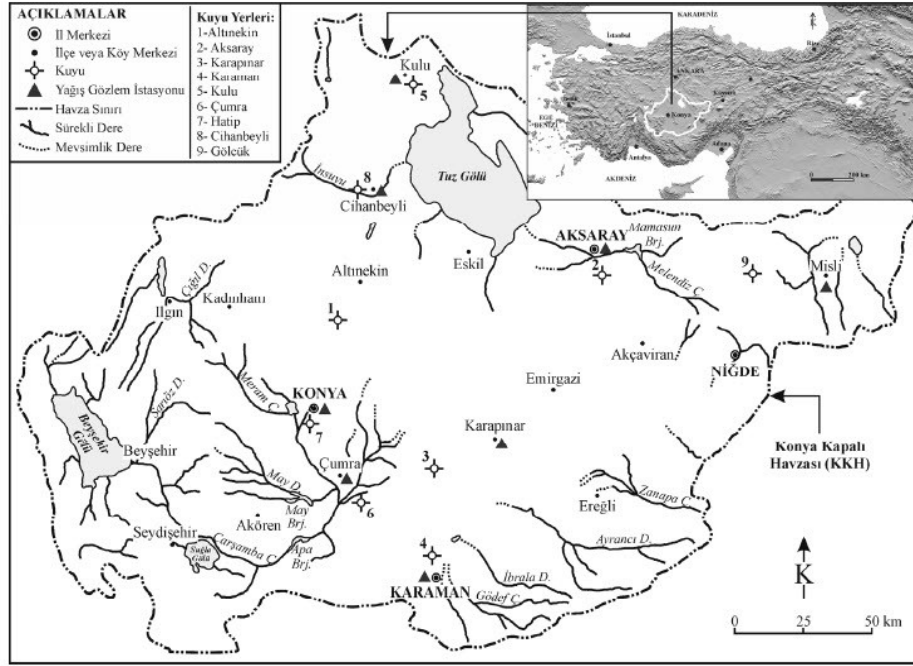 AÇIKLAMALAR
İl Merkezi
İlçe veya Köy Merkezi
Kuyu
Yağış Gözlem İstasyonu
Havza Sınırı
Sürekli Dere
Mevsimlik Dere
Kuyu Yerleri:
1-Altınekin
2- Aksaray
3- Karapınar
4- Karaman
5- Kulu
6- Çumra
7- Hatip
8- Cihanbeyli
9- Gölcük
KARADENİZ
İstanbul
ANKARA
Konya
EGE
DENİZİ
Antalya
Adana
AKDENİZ
0 200 km
Kulu
5
Tuz Gölü
İnsuyu
8
Cihanbeyli
Eskil
AKSARAY
Mamasun
Brj.
2
Melendiz Ç.
9
Misli
Altınekin
Çığıl D.
Kadınhanı
Ilgın
1
Akçaviran
NİĞDE
Emirgazi
Meram Ç.
KONYA
7
Sarıöz D.
Beyşehir
Gölü
Beyşehir
Karapınar
Konya Kapalı
Havzası (KKH)
3
Çumra
6
May D.
May
Brj.
Akören
Ereğli
Zanapa Ç.
Seydişehir
Suğla
Gölü
Çarşamba Ç.
Apa
Brj.
Ayrancı D.
4
KARAMAN
İbrala D.
Gödet Ç.
K
0 25 50 km